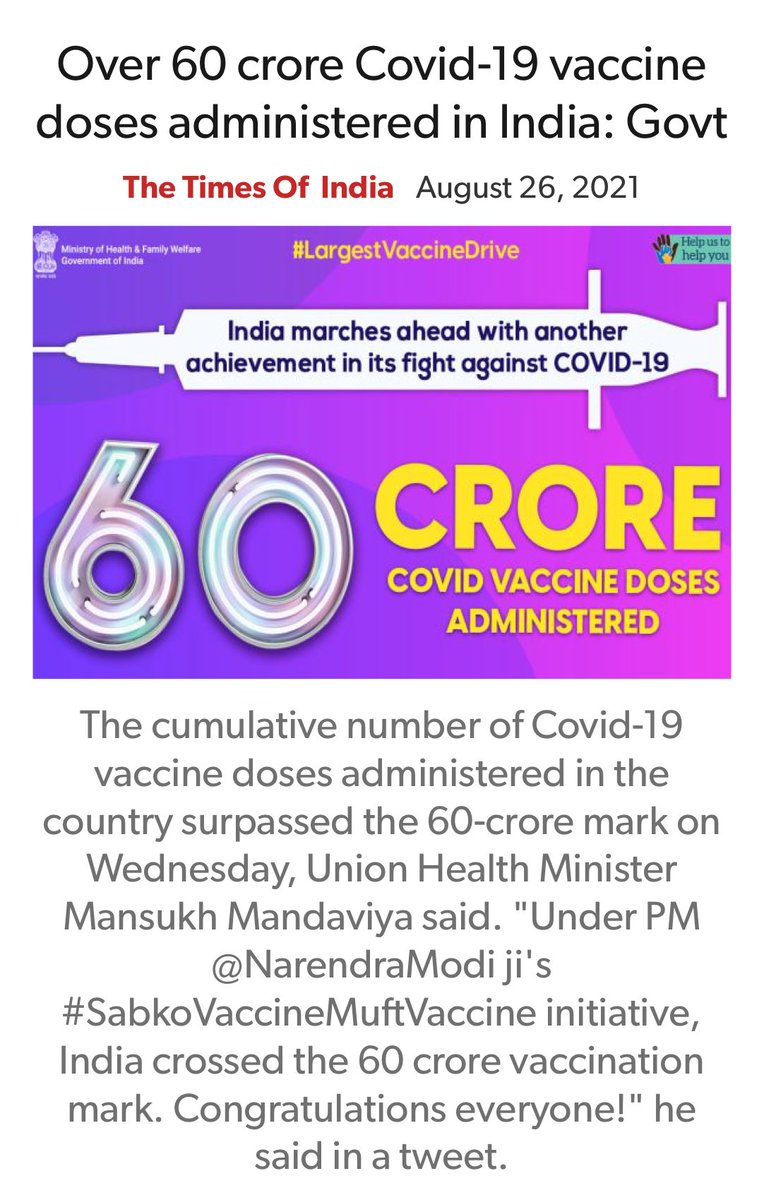 Over 60 crore Covid-19 vaccine
doses administered in India: Govt
The Times Of India August 26, 2021
Ministry of Health & Family Welfare
Government of India
#LargestVaccineDrive
Help us to
help you
India marches ahead with another
achievement in its fight against COVID-19
60
CRORE
COVID VACCINE DOSES
ADMINISTERED
The cumulative number of Covid-19
vaccine doses administered in the
country surpassed the 60-crore mark on
Wednesday, Union Health Minister
Mansukh Mandaviya said. "Under PM
@NarendraModi ji's
#SabkoVaccineMuftVaccine initiative,
India crossed the 60 crore vaccination
mark. Congratulations everyone!" he
said in a tweet.